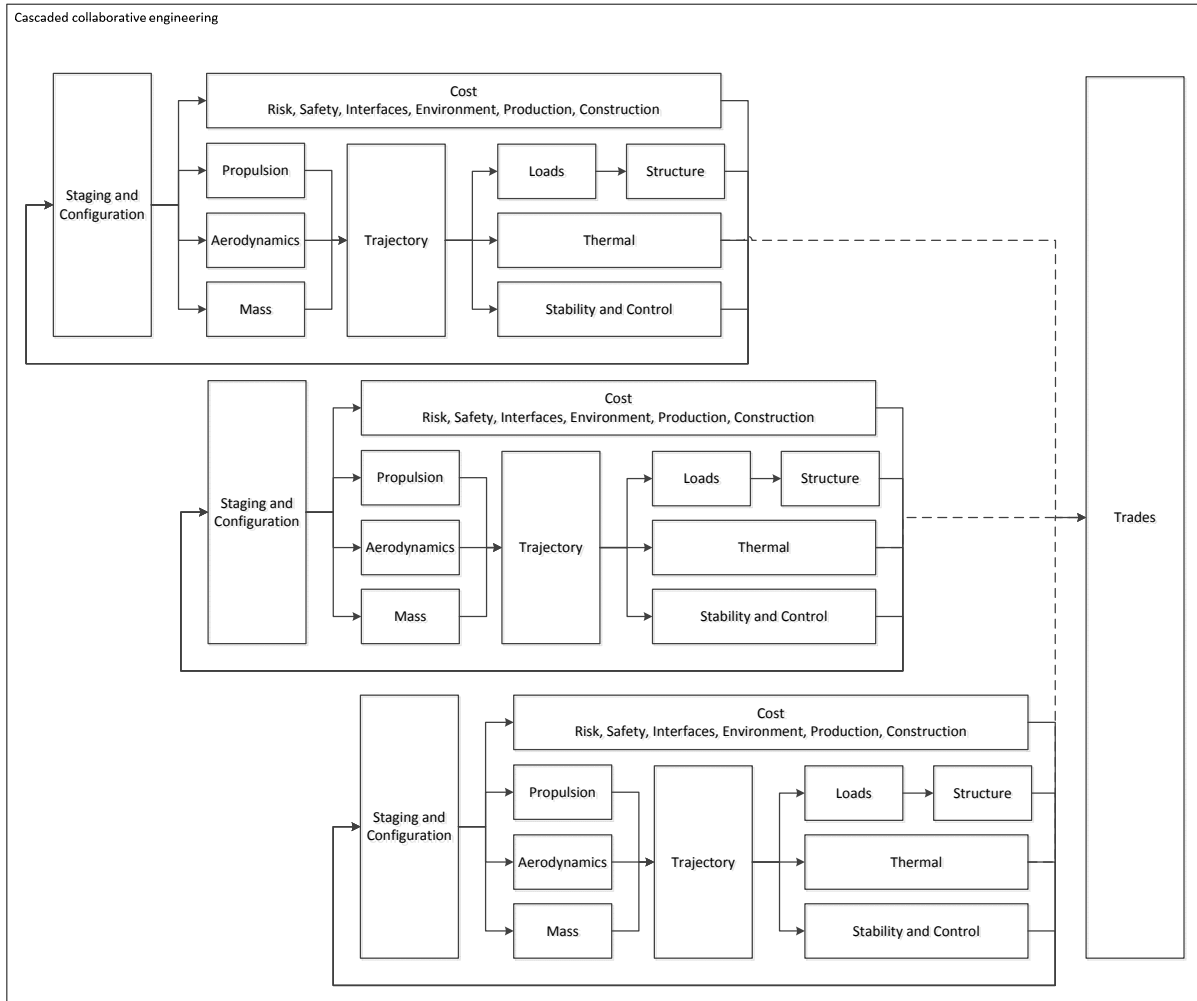 Cascaded collaborative engineering
Cost
Risk, Safety, Interfaces, Environment, Production, Construction
Propulsion
Loads
Structure
Staging and
Configuration
Aerodynamics
Trajectory
Thermal
Mass
Stability and Control
Cost
Risk, Safety, Interfaces, Environment, Production, Construction
Propulsion
Loads
Structure
Staging and
Configuration
Aerodynamics
Trajectory
Thermal
Mass
Stability and Control
Trades
Cost
Risk, Safety, Interfaces, Environment, Production, Construction
Propulsion
Loads
Structure
Staging and
Configuration
Aerodynamics
Trajectory
Thermal
Mass
Stability and Control